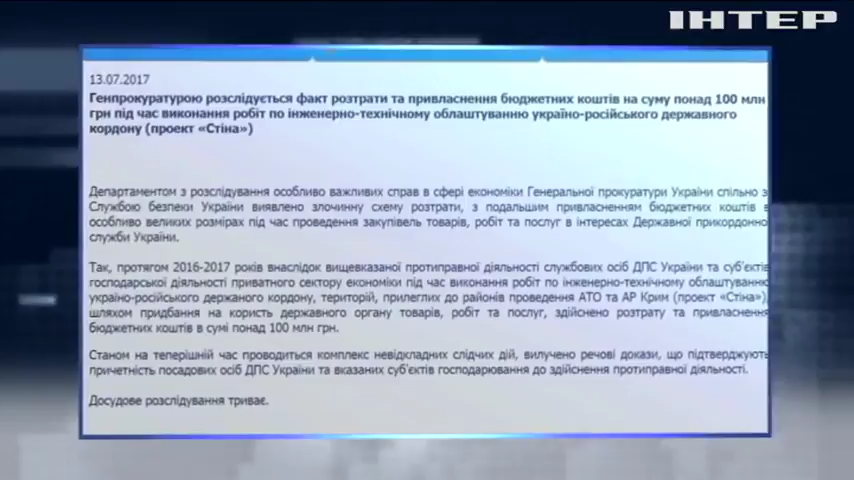 ІНТЕР
13.07.2017
Генпрокуратурою розслідується факт розтрати та привласнення бюджетних коштів на суму понад 100 млн
грн під час виконання робіт по інженерно-технічному облаштуванню україно-російського державного
кордону (проект «Стіна»)
Департаментом з розслідування особливо важливих справ в сфері економіки Генеральної прокуратури України спільно з
Службою безпеки України виявлено злочинну схему розтрати, з подальшим привласненням бюджетних коштів в
особливо великих розмірах під час проведення закупівель товарів, робіт та послуг в інтересах Державної прикордонно
служби України.
Так, протягом 2016-2017 років внаслідок вищевказаної протиправної діяльності службових осіб ДПС України та суб'єктів
господарської діяльності приватного сектору економіки під час виконання робіт по інженерно-технічному облаштуванню
україно-російського держаного кордону, територій, прилеглих до районів проведення АТО та АР Крим (проект «Стіна»),
шляхом придбання на користь державного органу товарів, робіт та послуг, здійснено розтрату та привласнення
бюджетних коштів в сумі понад 100 млн грн.
Станом на теперішній час проводиться комплекс невідкладних слідчих дій, вилучено речові докази, що підтверджують
причетність посадових осіб ДПС України та вказаних суб'єктів господарювання до здійснення протиправної діяльності.
Досудове розслідування триває.